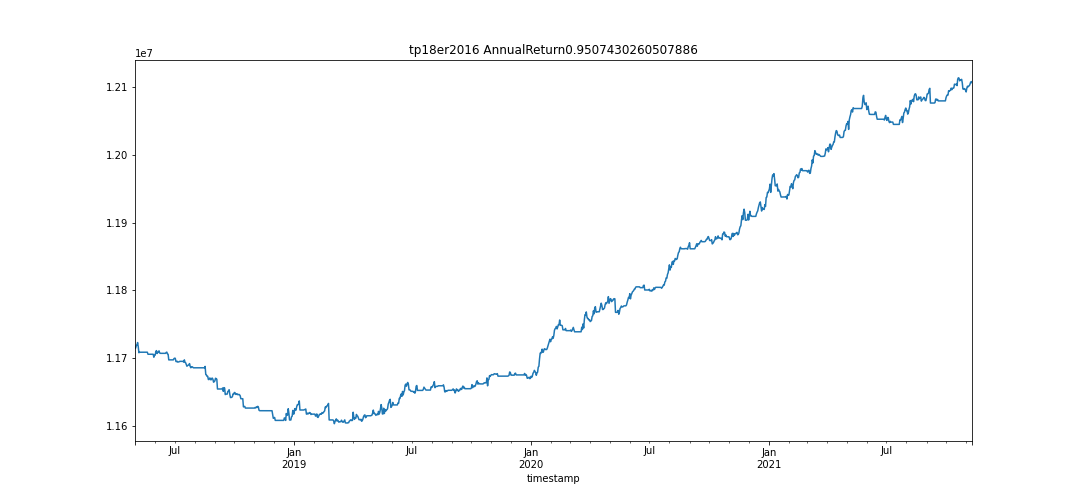 tp18er2016 AnnualReturn0.9507430260507886
1e7
1.21
1.20
1.19
1.18
1.17
1.16
Jul
Jan
2019
Jul
Jan
2020
Jul
Jan
2021
Jul
timestamp